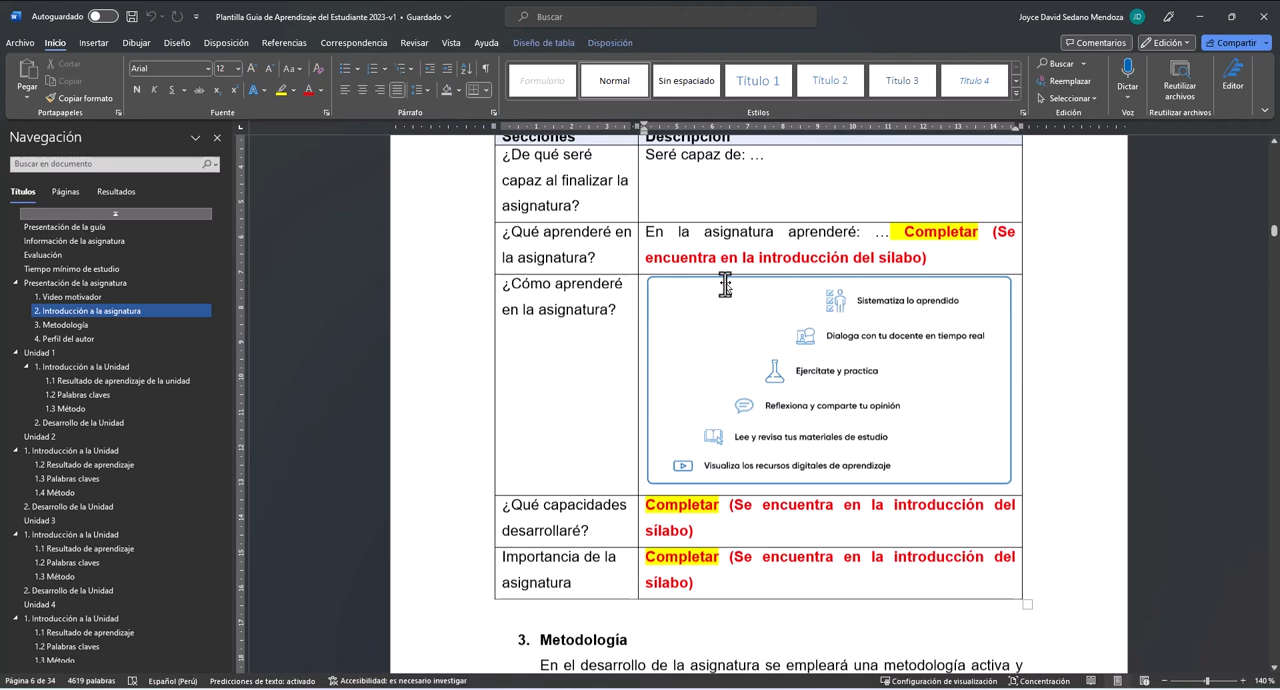 Autoguardado
Plantilla Guia de Aprendizaje del Estudiante 2023-v1 • Guardado
Buscar
Joyce David Sedano Mendoza
JD
Archivo Inicio Insertar Dibujar Diseño Disposición Referencias Correspondencia Revisar Vista Ayuda Diseño de tabla Disposición
Comentarios Edición Compartir
Pegar
Cortar
Copiar
Copiar formato
Portapapeles
Arial 12
N K S
Fuente
Párrafo
Formulario Normal Sin espaciado Título 1 Título 2 Título 3 Título 4
Estilos
Buscar
Reemplazar
Seleccionar
Edición
Dictar
Voz
Reutilizar archivos
Reutilizar archivos
Editor
Editor
Navegación
Buscar en documento
Títulos Páginas Resultados
Presentación de la guía
Información de la asignatura
Evaluación
Tiempo mínimo de estudio
Presentación de la asignatura
1. Video motivador
2. Introducción a la asignatura
3. Metodología
4. Perfil del autor
Unidad 1
1. Introducción a la Unidad
1.1 Resultado de aprendizaje de la unidad
1.2 Palabras claves
1.3 Método
2. Desarrollo de la Unidad
Unidad 2
1. Introducción a la Unidad
1.2 Resultado de aprendizaje
1.3 Palabras claves
1.4 Método
2. Desarrollo de la Unidad
Unidad 3
1. Introducción a la Unidad
1.1 Resultado de aprendizaje
1.2 Palabras claves
1.3 Método
2. Desarrollo de la Unidad
Unidad 4
1. Introducción a la Unidad
1.1 Resultado de aprendizaje
1.2 Palabras claves
1.3 Método
Secciones Descripción
¿De qué seré
capaz al finalizar la
asignatura?
Seré capaz de: …
¿Qué aprenderé en
la asignatura?
En la asignatura aprenderé: … Completar (Se
encuentra en la introducción del sílabo)
¿Cómo aprenderé
en la asignatura?
Sistematiza lo aprendido
Dialoga con tu docente en tiempo real
Ejercítate y practica
Reflexiona y comparte tu opinión
Lee y revisa tus materiales de estudio
Visualiza los recursos digitales de aprendizaje
¿Qué capacidades
desarrollaré?
Completar (Se encuentra en la introducción del
sílabo)
Importancia de la
asignatura
Completar (Se encuentra en la introducción del
sílabo)
3. Metodología
En el desarrollo de la asignatura se empleará una metodología activa y
Página 6 de 34 4619 palabras Español (Perú) Predicciones de texto: activado Accesibilidad: es necesario investigar
Configuración de visualización Concentración 140 %